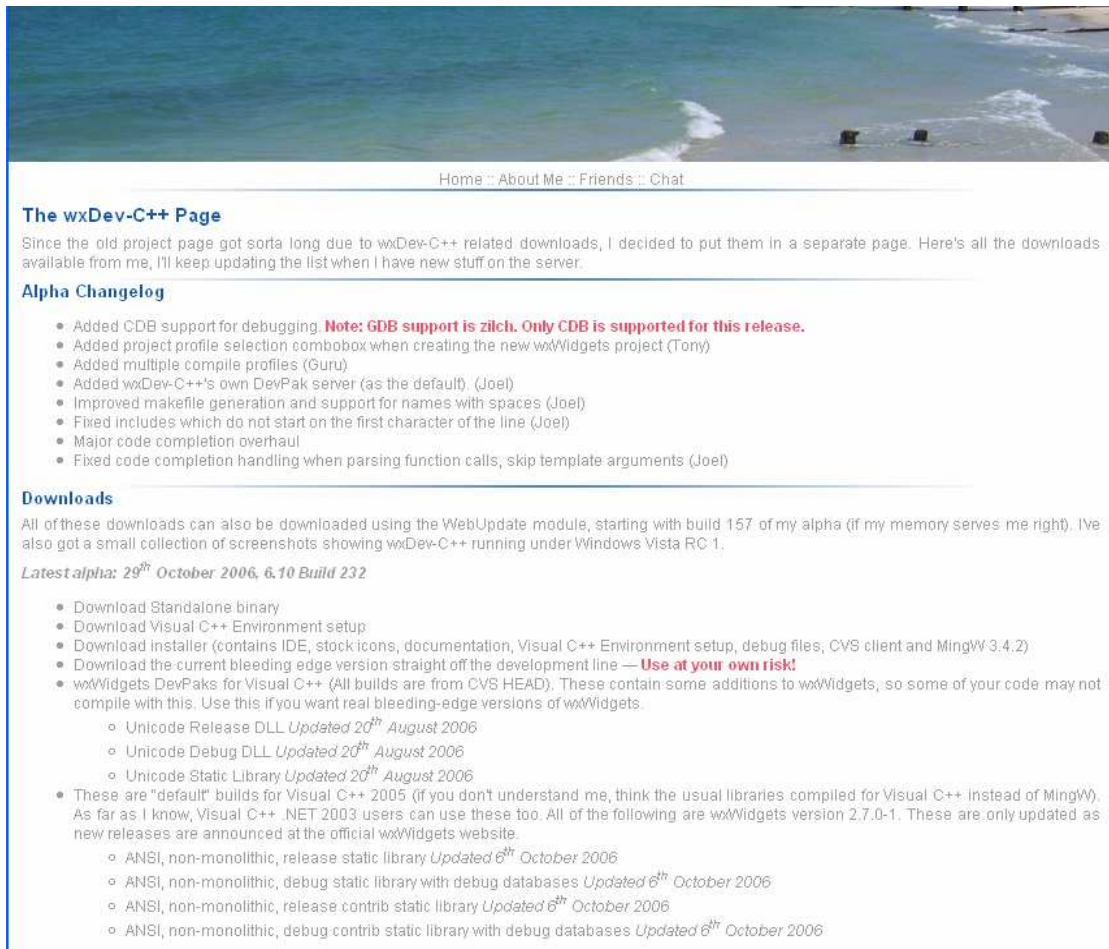 Home :: About Me :: Friends :: Chat
The wxDev-C++ Page
Since the old project page got sorta long due to wxDev-C++ related downloads, I decided to put them in a separate page. Here's all the downloads
available from me, I'll keep updating the list when I have new stuff on the server.
Alpha Changelog
Added CDB support for debugging. Note: GDB support is zilch. Only CDB is supported for this release.
Added project profile selection combobox when creating the new wxWidgets project (Tony)
Added multiple compile profiles (Guru)
Added wxDev-C++'s own DevPak server (as the default). (Joel)
Improved makefile generation and support for names with spaces (Joel)
Fixed includes which do not start on the first character of the line (Joel)
Major code completion overhaul
Fixed code completion handling when parsing function calls, skip template arguments (Joel)
Downloads
All of these downloads can also be downloaded using the WebUpdate module, starting with build 157 of my alpha (if my memory serves me right). I've
also got a small collection of screenshots showing wxDev-C++ running under Windows Vista RC 1.
Latest alpha: 29th October 2006, 6.10 Build 232
Download Standalone binary
Download Visual C++ Environment setup
Download installer (contains IDE, stock icons, documentation, Visual C++ Environment setup, debug files, CVS client and MingW 3.4.2)
Download the current bleeding edge version straight off the development line — Use at your own risk!
wxWidgets DevPaks for Visual C++ (All builds are from CVS HEAD). These contain some additions to wxWidgets, so some of your code may not
compile with this. Use this if you want real bleeding-edge versions of wxWidgets.
Unicode Release DLL Updated 20th August 2006
Unicode Debug DLL Updated 20th August 2006
Unicode Static Library Updated 20th August 2006
These are "default" builds for Visual C++ 2005 (if you don't understand me, think the usual libraries compiled for Visual C++ instead of MingW).
As far as I know, Visual C++ .NET 2003 users can use these too. All of the following are wxWidgets version 2.7.0-1. These are only updated as
new releases are announced at the official wxWidgets website.
ANSI, non-monolithic, release static library Updated 6th October 2006
ANSI, non-monolithic, debug static library with debug databases Updated 6th October 2006
ANSI, non-monolithic, release contrib static library Updated 6th October 2006
ANSI, non-monolithic, debug contrib static library with debug databases Updated 6th October 2006